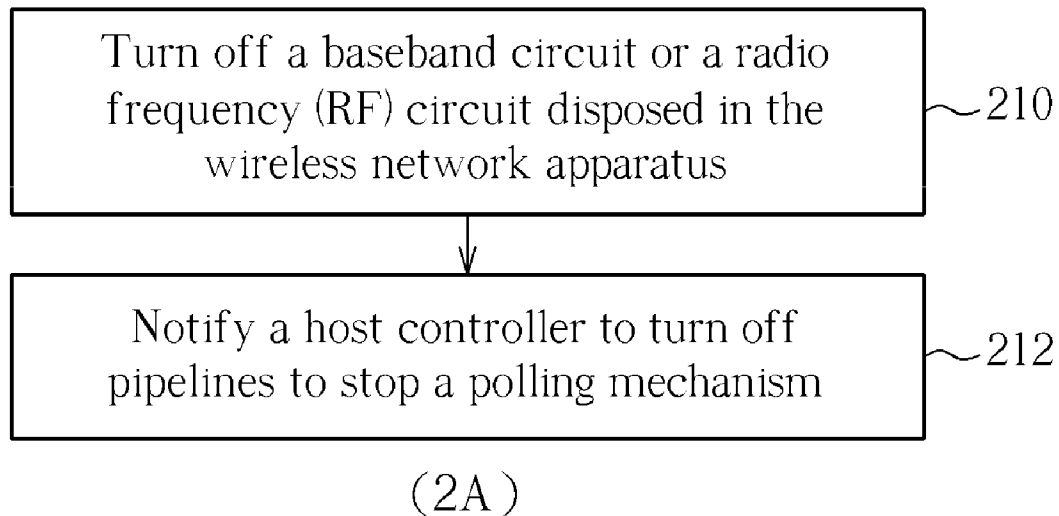 Turn off a baseband circuit or a radio
frequency (RF) circuit disposed in the
wireless network apparatus
210
Notify a host controller to turn off
pipelines to stop a polling mechanism
212
(2A)